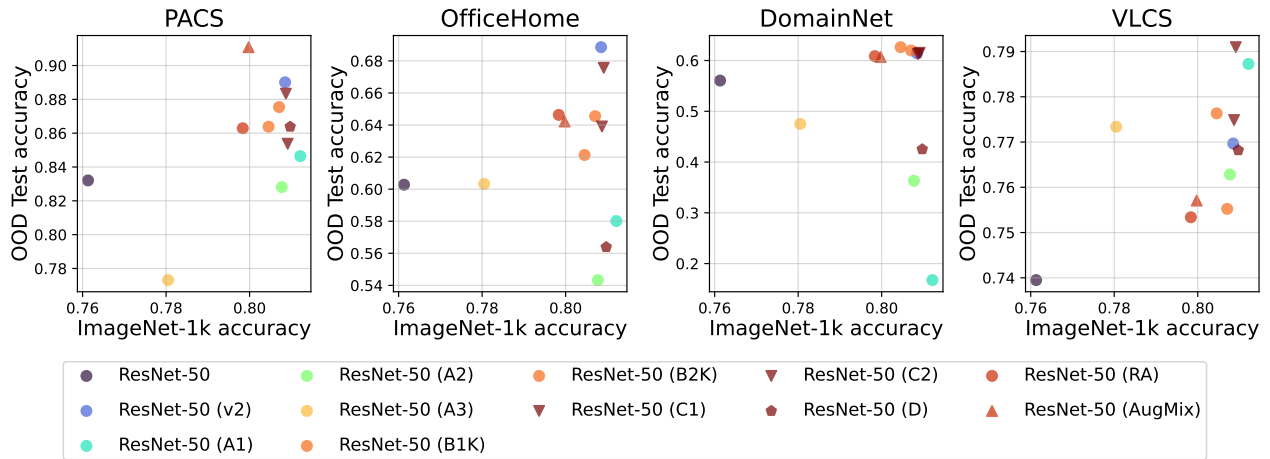 PACS OfficeHome DomainNet VLCS
OOD Test accuracy
0.90
0.88
0.86
0.84
0.82
0.80
0.78
0.76 0.78 0.80
ImageNet-1k accuracy
OOD Test accuracy
0.68
0.66
0.64
0.62
0.60
0.58
0.56
0.54
0.76 0.78 0.80
ImageNet-1k accuracy
OOD Test accuracy
0.6
0.5
0.4
0.3
0.2
0.76 0.78 0.80
ImageNet-1k accuracy
OOD Test accuracy
0.79
0.78
0.77
0.76
0.75
0.74
0.76 0.78 0.80
ImageNet-1k accuracy
ResNet-50 ResNet-50 (A2) ResNet-50 (B2K) ResNet-50 (C2) ResNet-50 (RA)
ResNet-50 (v2) ResNet-50 (A3) ResNet-50 (C1) ResNet-50 (D) ResNet-50 (AugMix)
ResNet-50 (A1) ResNet-50 (B1K)